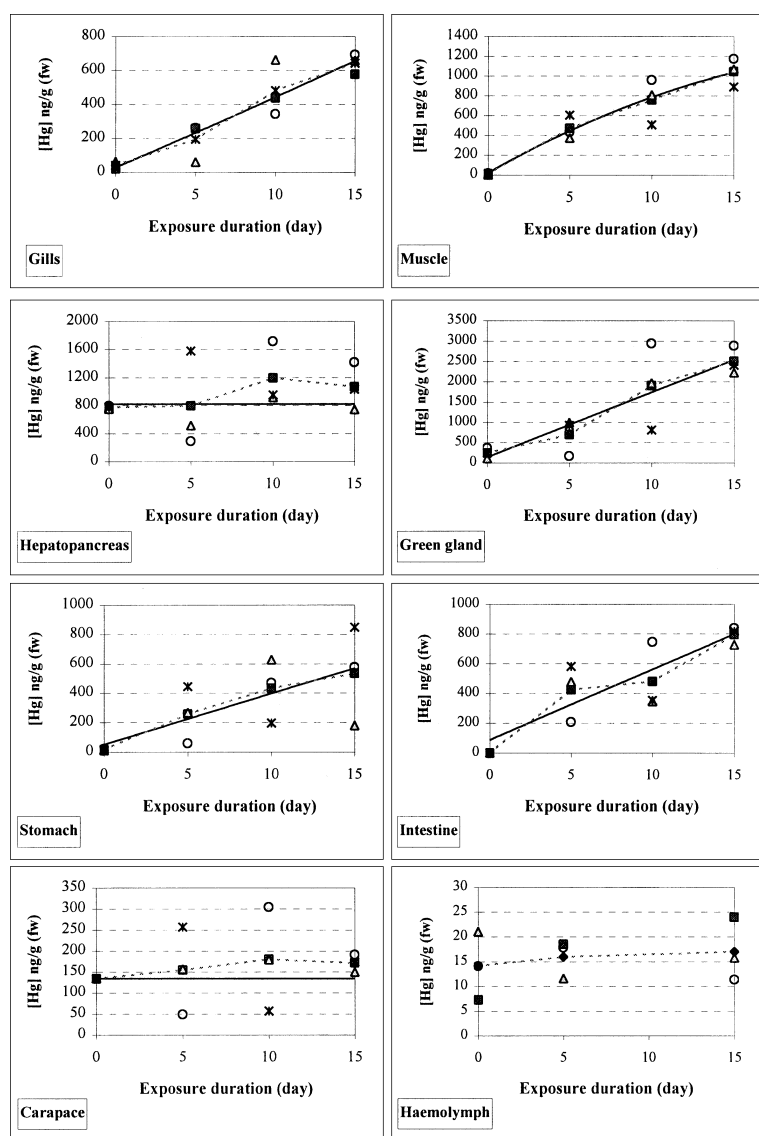 [Hg] ng/g (fw)
800
600
400
200
0
0 5 10 15
Exposure duration (day)
Gills
[Hg] ng/g (fw)
1400
1200
1000
800
600
400
200
0
0 5 10 15
Exposure duration (day)
Muscle
[Hg] ng/g (fw)
2000
1600
1200
800
400
0
0 5 10 15
Exposure duration (day)
Hepatopancreas
[Hg] ng/g (fw)
3500
3000
2500
2000
1500
1000
500
0
0 5 10 15
Exposure duration (day)
Green gland
[Hg] ng/g (fw)
1000
800
600
400
200
0
0 5 10 15
Exposure duration (day)
Stomach
[Hg] ng/g (fw)
1000
800
600
400
200
0
0 5 10 15
Exposure duration (day)
Intestine
[Hg] ng/g (fw)
350
300
250
200
150
100
50
0
0 5 10 15
Exposure duration (day)
Carapace
[Hg] ng/g (fw)
30
25
20
15
10
5
0
0 5 10 15
Exposure duration (day)
Haemolymph